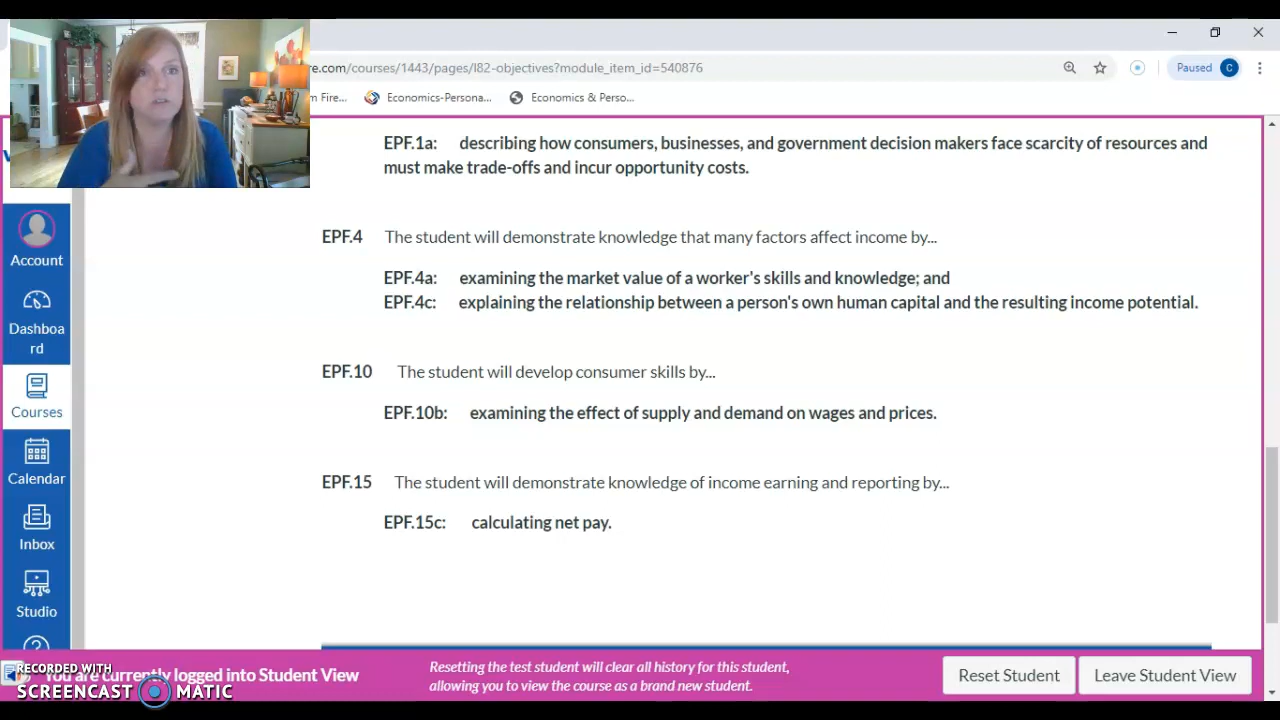 re.com/courses/1443/pages/l82-objectives?module_item_id=540876
Paused C
m Fire... Economics-Persona... Economics & Perso...
EPF.1a: describing how consumers, businesses, and government decision makers face scarcity of resources and
must make trade-offs and incur opportunity costs.
EPF.4 The student will demonstrate knowledge that many factors affect income by...
EPF.4a: examining the market value of a worker's skills and knowledge; and
EPF.4c: explaining the relationship between a person's own human capital and the resulting income potential.
EPF.10 The student will develop consumer skills by...
EPF.10b: examining the effect of supply and demand on wages and prices.
EPF.15 The student will demonstrate knowledge of income earning and reporting by...
EPF.15c: calculating net pay.
Account
Dashboa
rd
Courses
Calendar
Inbox
Studio
You are currently logged into Student View
Resetting the test student will clear all history for this student,
allowing you to view the course as a brand new student.
Reset Student
Leave Student View
RECORDED WITH
SCREENCAST MATIC